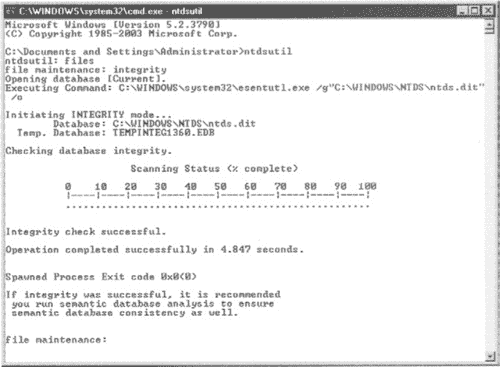 C:\WINDOWS\system32\cmd.exe - ntdsutil
Microsoft Windows [Version 5.2.3790]
(C) Copyright 1985-2003 Microsoft Corp.
C:\Documents and Settings\Administrator>ntdsutil
ntdsutil: files
file maintenance: integrity
Opening database [Current].
Executing Command: C:\WINDOWS\system32\esentutl.exe /g"C:\WINDOWS\NTDS\ntds.dit"
/o
Initiating INTEGRITY mode...
Database: C:\WINDOWS\NTDS\ntds.dit
Temp. Database: TEMPINTEG1360.EDB
Checking database integrity.
Scanning Status (% complete)
0 10 20 30 40 50 60 70 80 90 100
|----|----|----|----|----|----|----|----|----|----|
...................................................
Integrity check successful.
Operation completed successfully in 4.847 seconds.
Spawned Process Exit code 0x0(0)
If integrity was successful, it is recommended
you run semantic database analysis to ensure
semantic database consistency as well.
file maintenance: